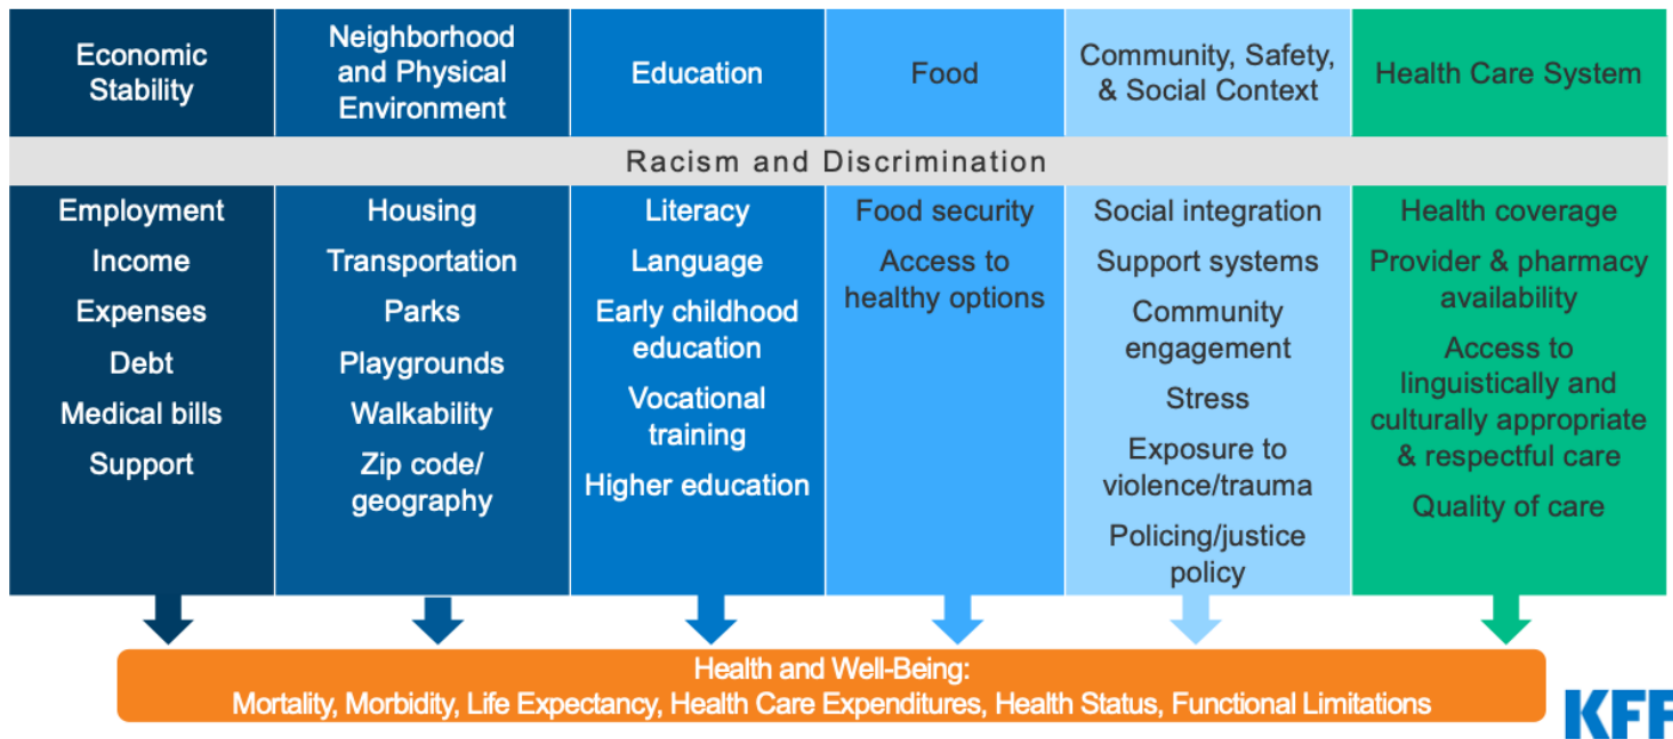 Economic
Stability
Neighborhood
and Physical
Environment
Education
Food
Community, Safety,
& Social Context
Health Care System
Racism and Discrimination
Employment
Income
Expenses
Debt
Medical bills
Support
Housing
Transportation
Parks
Playgrounds
Walkability
Zip code/
geography
Literacy
Language
Early childhood
education
Vocational
training
Higher education
Food security
Access to
healthy options
Social integration
Support systems
Community
engagement
Stress
Exposure to
violence/trauma
Policing/justice
policy
Health coverage
Provider & pharmacy
availability
Access to
linguistically and
culturally appropriate
& respectful care
Quality of care
Health and Well-Being:
Mortality, Morbidity, Life Expectancy, Health Care Expenditures, Health Status, Functional Limitations
KFF